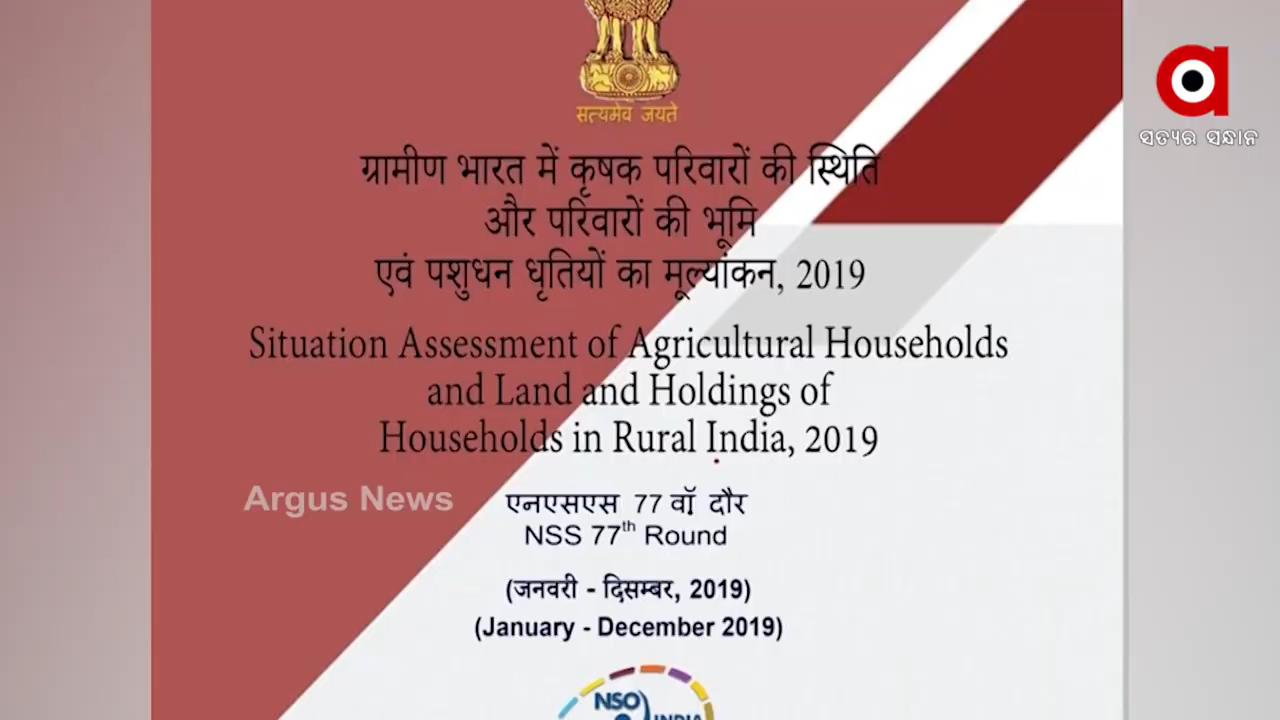 सत्यमेव जयते
ସତ୍ୟର ସନ୍ଧାନ
ग्रामीण भारत में कृषक परिवारों की स्थिति
और परिवारों की भूमि
एवं पशुधन धृतियों का मूल्यांकन, 2019
Situation Assessment of Agricultural Households
and Land and Holdings of
Households in Rural India, 2019
Argus News
एनएसएस 77 वाॅं दौर
NSS 77th Round
(जनवरी - दिसम्बर, 2019)
(January - December 2019)
NSO
INDIA